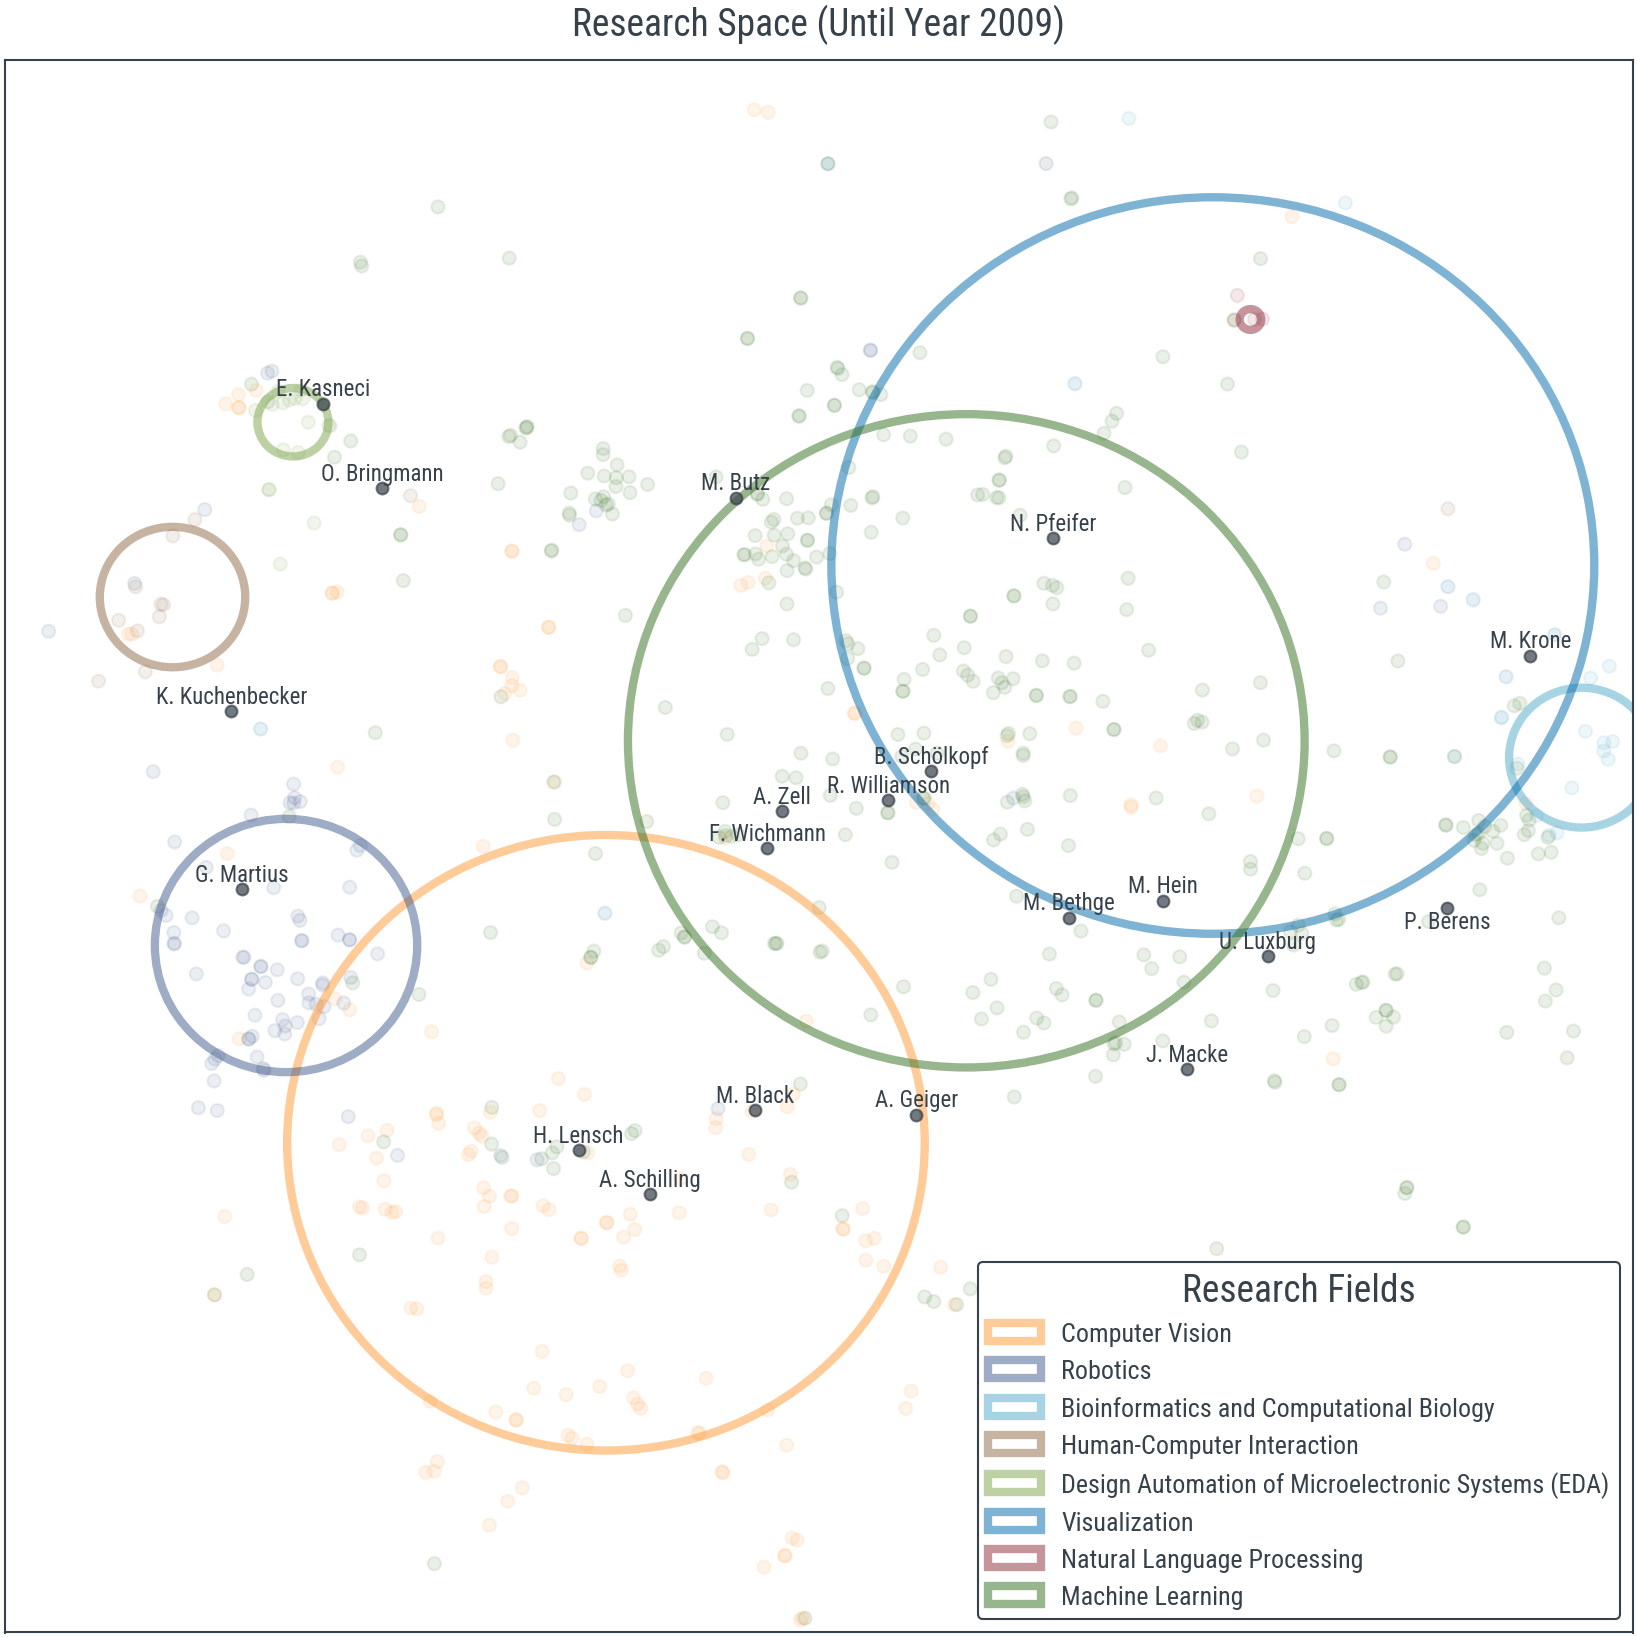 Research Space (Until Year 2009)
E. Kasneci
O. Bringmann
M. Butz
N. Pfeifer
M. Krone
K. Kuchenbecker
B. Schölkopf
R. Williamson
A. Zell
F. Wichmann
G. Martius
M. Hein
M. Bethge
P. Berens
U. Luxburg
J. Macke
M. Black
A. Geiger
H. Lensch
A. Schilling
Research Fields
Computer Vision
Robotics
Bioinformatics and Computational Biology
Human-Computer Interaction
Design Automation of Microelectronic Systems (EDA)
Visualization
Natural Language Processing
Machine Learning